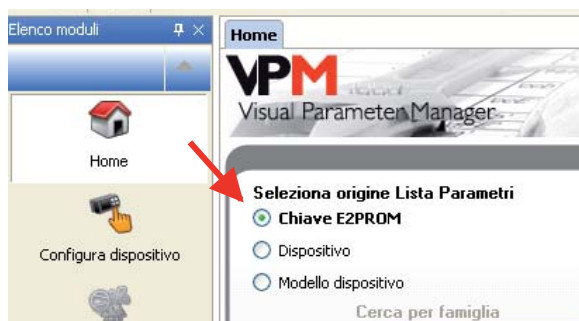 Elenco moduli
Home
VPM
Visual Parameter Manager
Home
Seleziona origine Lista Parametri
Chiave E2PROM
Configura dispositivo
Dispositivo
Modello dispositivo
Cerca per famiglia